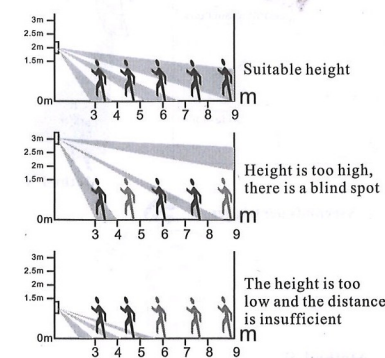 3m
2.5m
2m
1.5m
0m
3 4 5 6 7 8 9 m
Suitable height
3m
2.5m
2m
1.5m
0m
3 4 5 6 7 8 9 m
Height is too high,
there is a blind spot
3m
2.5m
2m
1.5m
0m
3 4 5 6 7 8 9 m
The height is too
low and the distance
is insufficient